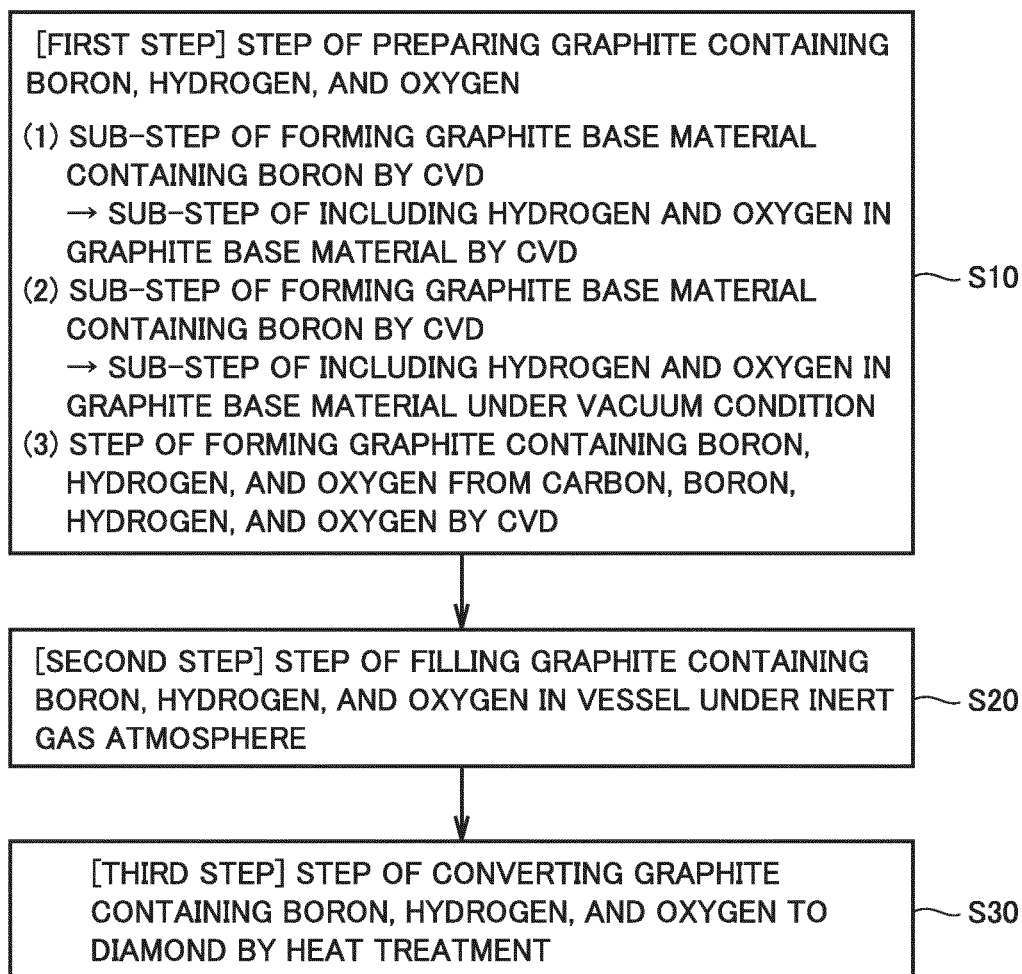 [FIRST STEP] STEP OF PREPARING GRAPHITE CONTAINING
BORON, HYDROGEN, AND OXYGEN
(1) SUB-STEP OF FORMING GRAPHITE BASE MATERIAL
CONTAINING BORON BY CVD
→ SUB-STEP OF INCLUDING HYDROGEN AND OXYGEN IN
GRAPHITE BASE MATERIAL BY CVD
(2) SUB-STEP OF FORMING GRAPHITE BASE MATERIAL
CONTAINING BORON BY CVD
→ SUB-STEP OF INCLUDING HYDROGEN AND OXYGEN IN
GRAPHITE BASE MATERIAL UNDER VACUUM CONDITION
(3) STEP OF FORMING GRAPHITE CONTAINING BORON,
HYDROGEN, AND OXYGEN FROM CARBON, BORON,
HYDROGEN, AND OXYGEN BY CVD
S10
[SECOND STEP] STEP OF FILLING GRAPHITE CONTAINING
BORON, HYDROGEN, AND OXYGEN IN VESSEL UNDER INERT
GAS ATMOSPHERE
S20
[THIRD STEP] STEP OF CONVERTING GRAPHITE
CONTAINING BORON, HYDROGEN, AND OXYGEN TO
DIAMOND BY HEAT TREATMENT
S30